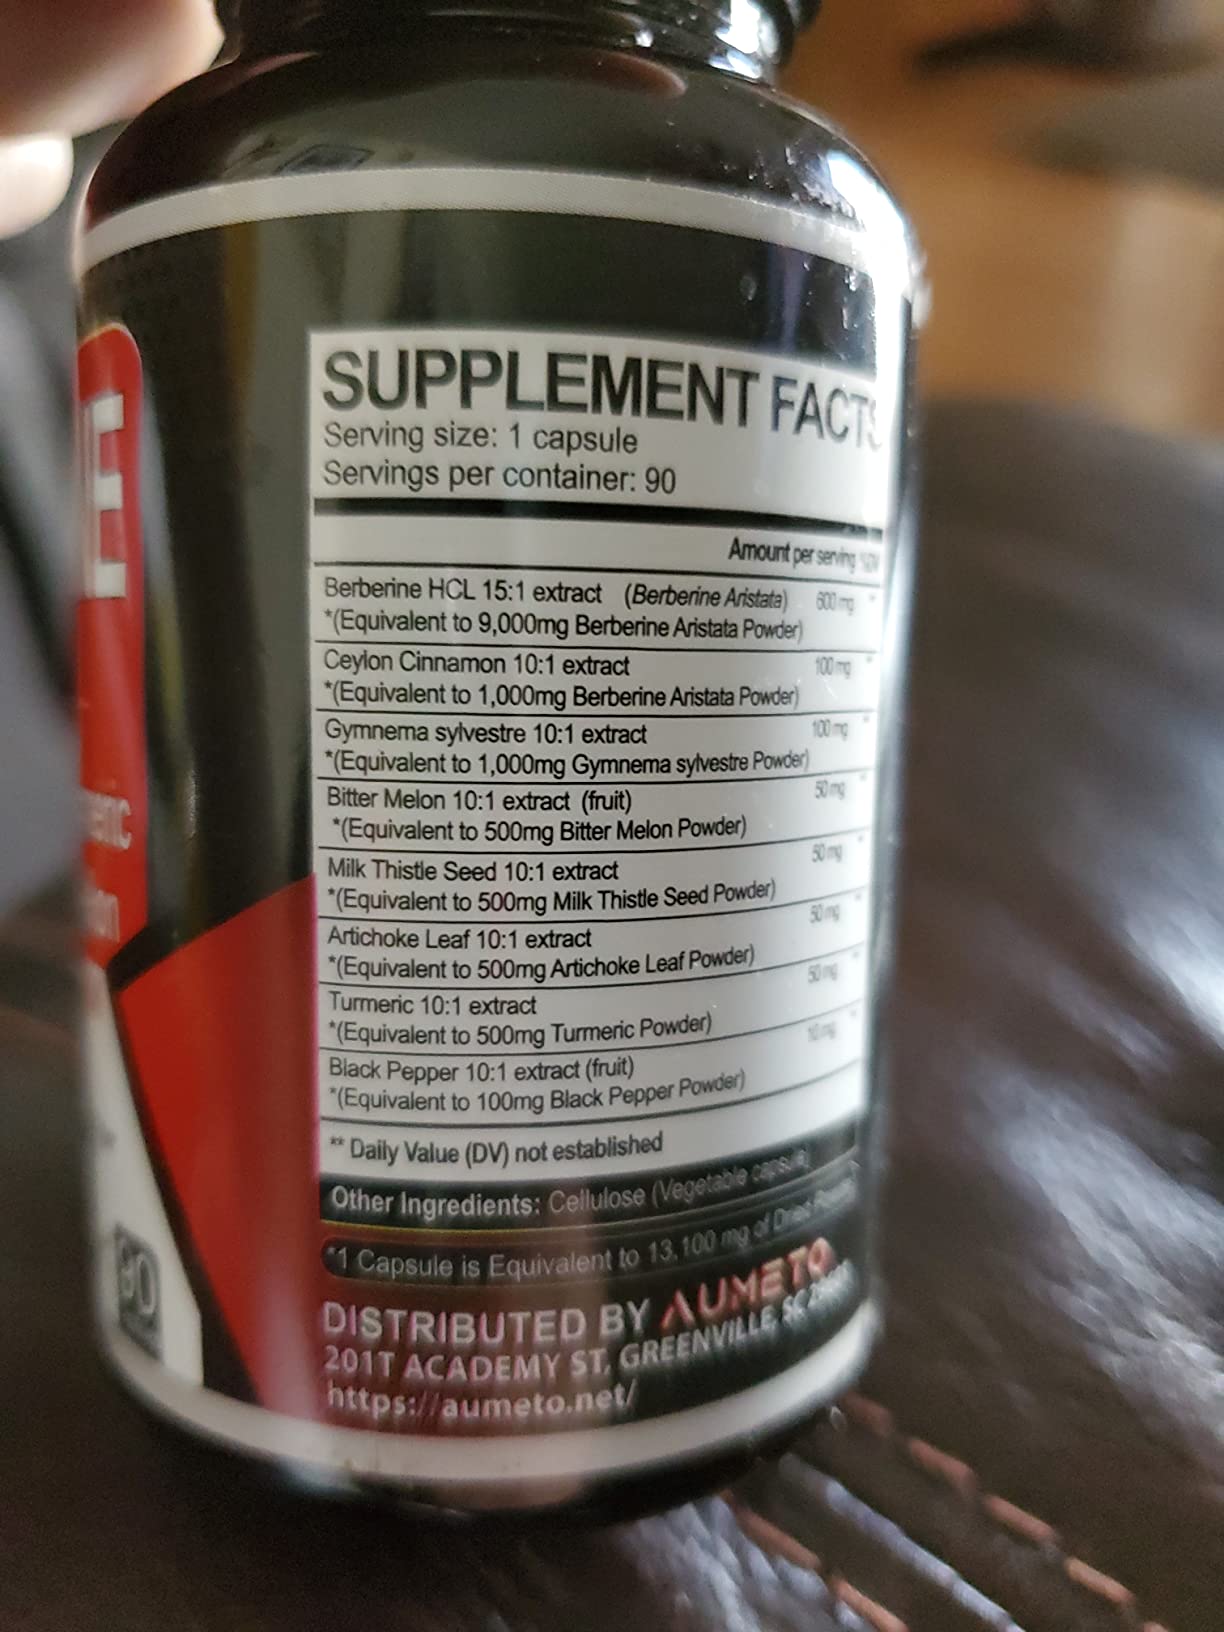 SUPPLEMENT FACTS
Serving size: 1 capsule
Servings per container: 90
Amount per serving %DV
Berberine HCL 15:1 extract (Berberine Aristata) 600 mg **
*(Equivalent to 9,000mg Berberine Aristata Powder)
Ceylon Cinnamon 10:1 extract 100 mg **
*(Equivalent to 1,000mg Berberine Aristata Powder)
Gymnema sylvestre 10:1 extract 100 mg **
*(Equivalent to 1,000mg Gymnema sylvestre Powder)
Bitter Melon 10:1 extract (fruit) 50 mg **
*(Equivalent to 500mg Bitter Melon Powder)
Milk Thistle Seed 10:1 extract 50 mg **
*(Equivalent to 500mg Milk Thistle Seed Powder)
Artichoke Leaf 10:1 extract 50 mg **
*(Equivalent to 500mg Artichoke Leaf Powder)
Turmeric 10:1 extract 50 mg **
*(Equivalent to 500mg Turmeric Powder)
Black Pepper 10:1 extract (fruit) 10 mg **
*(Equivalent to 100mg Black Pepper Powder)
** Daily Value (DV) not established
Other Ingredients: Cellulose (Vegetable capsule)
*1 Capsule is Equivalent to 13,100 mg of Dried Powder
DISTRIBUTED BY AUMETO
201T ACADEMY ST, GREENVILLE, SC
https://aumeto.net/
90